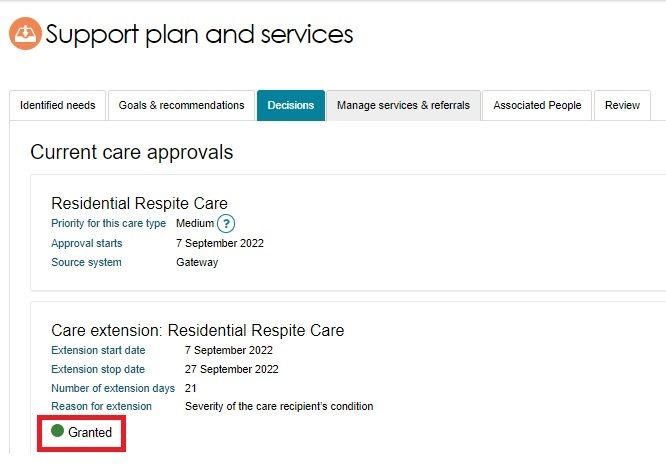 Support plan and services
Identified needs Goals & recommendations Decisions Manage services & referrals Associated People Review
Current care approvals
Residential Respite Care
Priority for this care type Medium ?
Approval starts 7 September 2022
Source system Gateway
Care extension: Residential Respite Care
Extension start date 7 September 2022
Extension stop date 27 September 2022
Number of extension days 21
Reason for extension Severity of the care recipient's condition
Granted